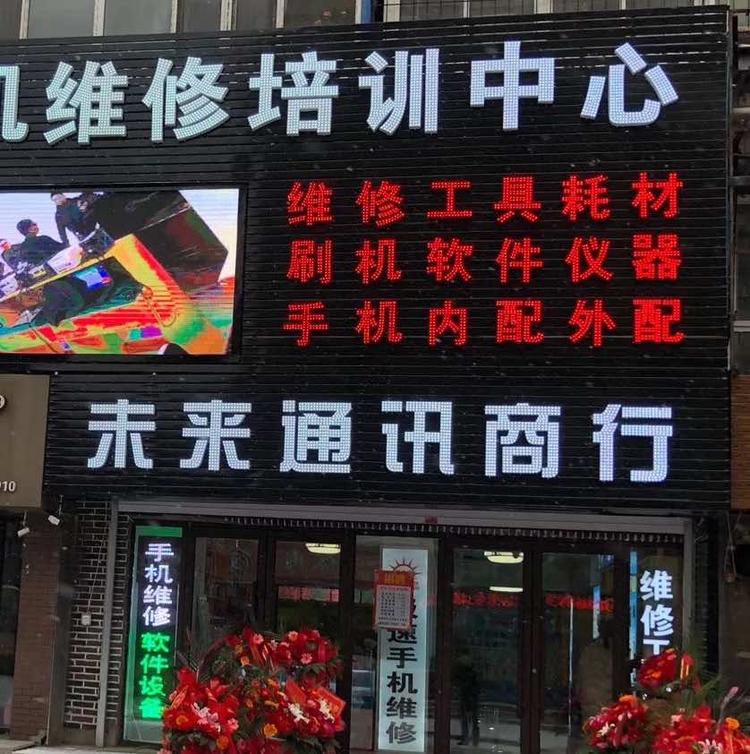 机维修培训中心
维修工具耗材
刷机软件仪器
手机内配外配
未来通讯商行
手机维修
软件设备
速手机维修
维修工